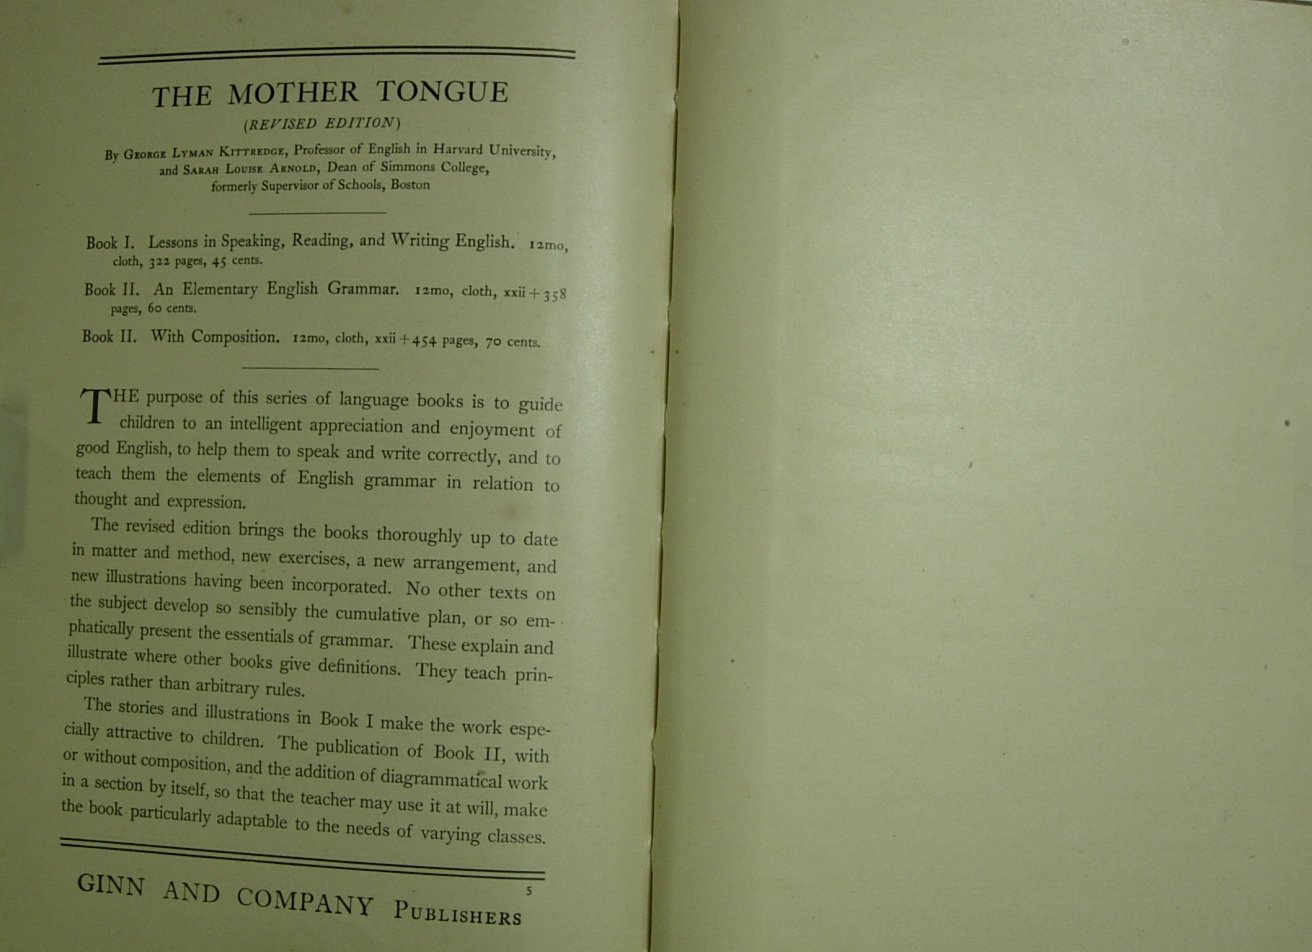 THE MOTHER TONGUE
(REVISED EDITION)
By GEORGE LYMAN KITTREDGE, Professor of English in Harvard University,
and SARAH LOUISE ARNOLD, Dean of Simmons College,
formerly Supervisor of Schools, Boston
Book I. Lessons in Speaking, Reading, and Writing English. 12mo,
cloth, 322 pages, 45 cents.
Book II. An Elementary English Grammar. 12mo, cloth, xxii + 358
pages, 60 cents.
Book II. With Composition. 12mo, cloth, xxii + 454 pages, 70 cents.
THE purpose of this series of language books is to guide
children to an intelligent appreciation and enjoyment of
good English, to help them to speak and write correctly, and to
teach them the elements of English grammar in relation to
thought and expression.
The revised edition brings the books thoroughly up to date
in matter and method, new exercises, a new arrangement, and
new illustrations having been incorporated. No other texts on
the subject develop so sensibly the cumulative plan, or so em-
phatically present the essentials of grammar. These explain and
illustrate where other books give definitions. They teach prin-
ciples rather than arbitrary rules.
The stories and illustrations in Book I make the work espe-
cially attractive to children. The publication of Book II, with
or without composition, and the addition of diagrammatical work
in a section by itself, so that the teacher may use it at will, make
the book particularly adaptable to the needs of varying classes.
5
GINN AND COMPANY PUBLISHERS